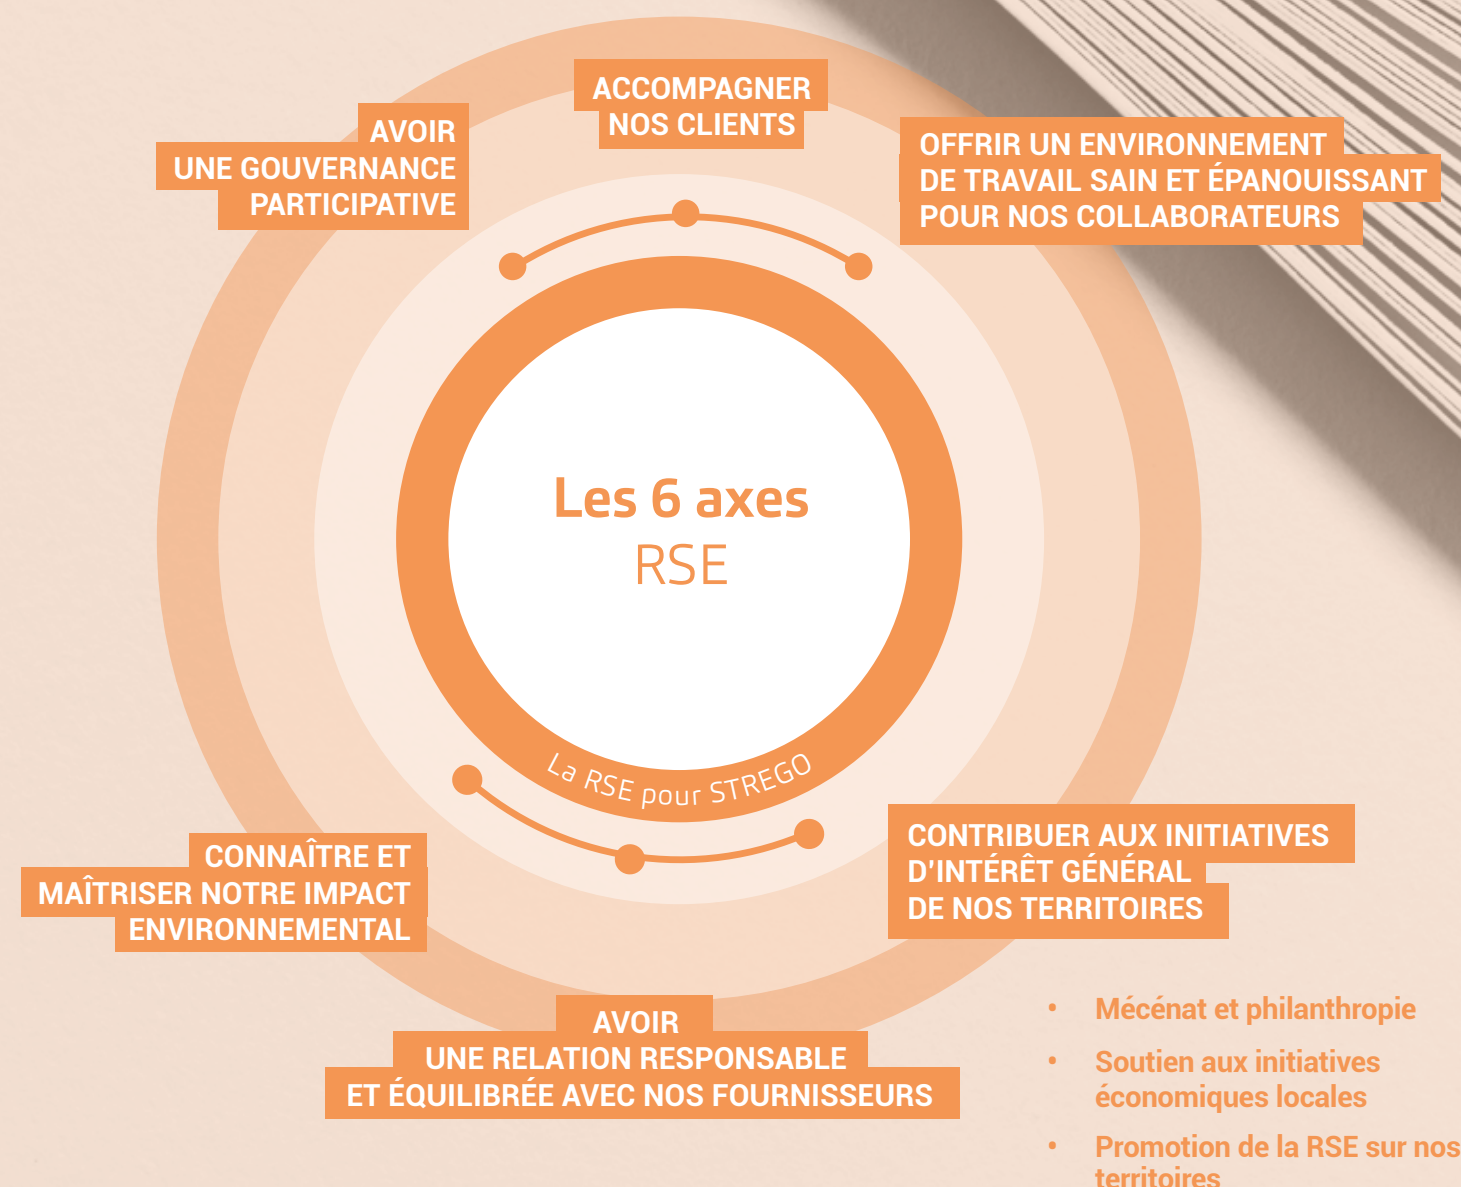 ACCOMPAGNER
NOS CLIENTS
AVOIR
UNE GOUVERNANCE
PARTICIPATIVE
OFFRIR UN ENVIRONNEMENT
DE TRAVAIL SAIN ET ÉPANOUISSANT
POUR NOS COLLABORATEURS
Les 6 axes
RSE
La RSE pour STREGO
CONNAÎTRE ET
MAÎTRISER NOTRE IMPACT
ENVIRONNEMENTAL
CONTRIBUER AUX INITIATIVES
D'INTÉRÊT GÉNÉRAL
DE NOS TERRITOIRES
AVOIR
UNE RELATION RESPONSABLE
ET ÉQUILIBRÉE AVEC NOS FOURNISSEURS
• Mécénat et philanthropie
• Soutien aux initiatives
économiques locales
• Promotion de la RSE sur nos
territoires